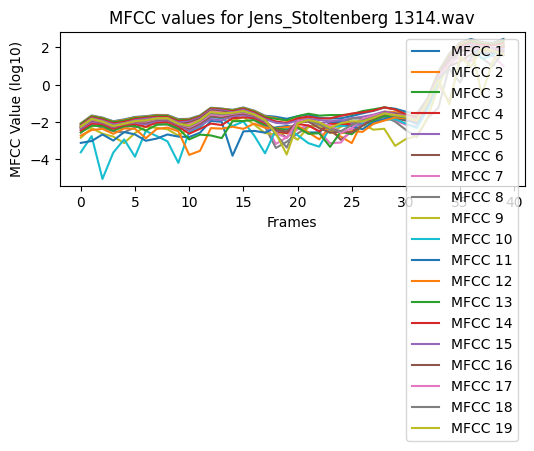 MFCC values for Jens_Stoltenberg 1314.wav
MFCC Value (log10)
2
0
−2
−4
0
5
10
15
20
25
30
35
40
Frames
MFCC 1
MFCC 2
MFCC 3
MFCC 4
MFCC 5
MFCC 6
MFCC 7
MFCC 8
MFCC 9
MFCC 10
MFCC 11
MFCC 12
MFCC 13
MFCC 14
MFCC 15
MFCC 16
MFCC 17
MFCC 18
MFCC 19